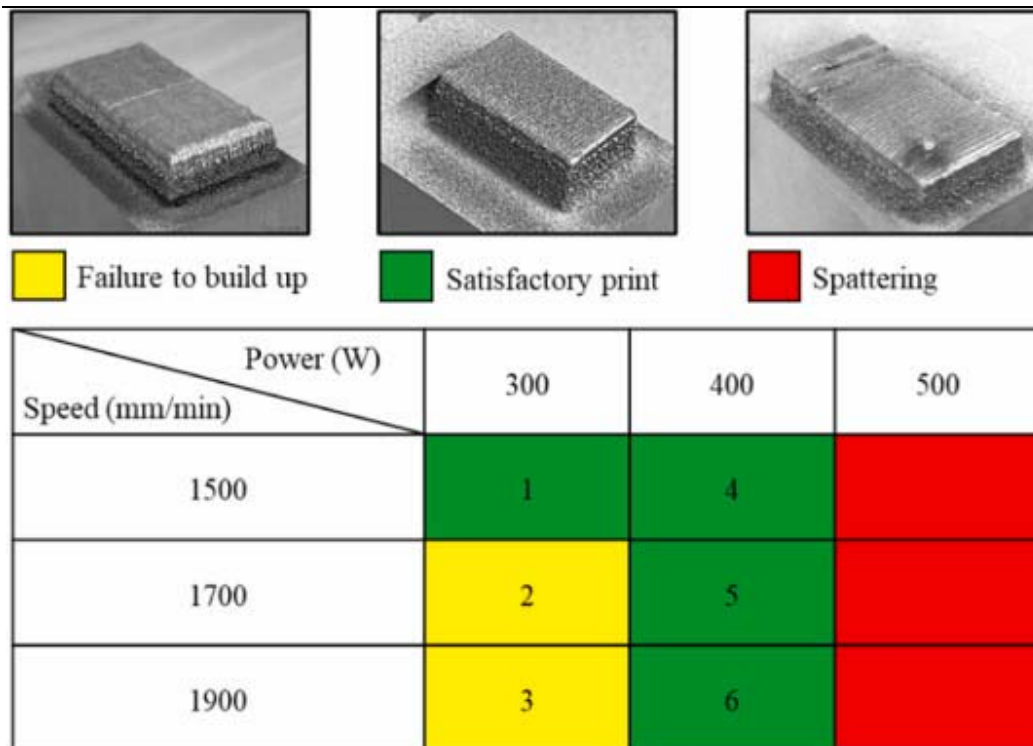 Failure to build up
Satisfactory print
Spattering
Power (W)
Speed (mm/min)
300
400
500
1500
1
4
1700
2
5
1900
3
6